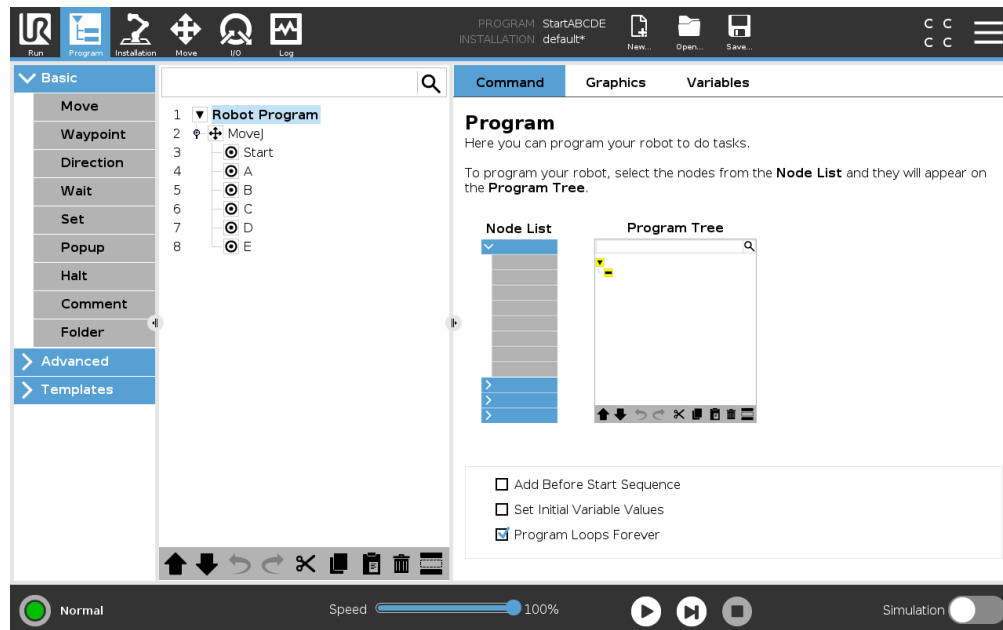 UR
Run
Program
Installation
Move
I/O
Log
PROGRAM StartABCDE
INSTALLATION default*
New...
Open...
Save...
C C
C C
Basic
Move
Waypoint
Direction
Wait
Set
Popup
Halt
Comment
Folder
Advanced
Templates
1 Robot Program
2 MoveJ
3 Start
4 A
5 B
6 C
7 D
8 E
Command Graphics Variables
Program
Here you can program your robot to do tasks.
To program your robot, select the nodes from the Node List and they will appear on
the Program Tree.
Node List Program Tree
Add Before Start Sequence
Set Initial Variable Values
Program Loops Forever
Normal
Speed 100%
Simulation